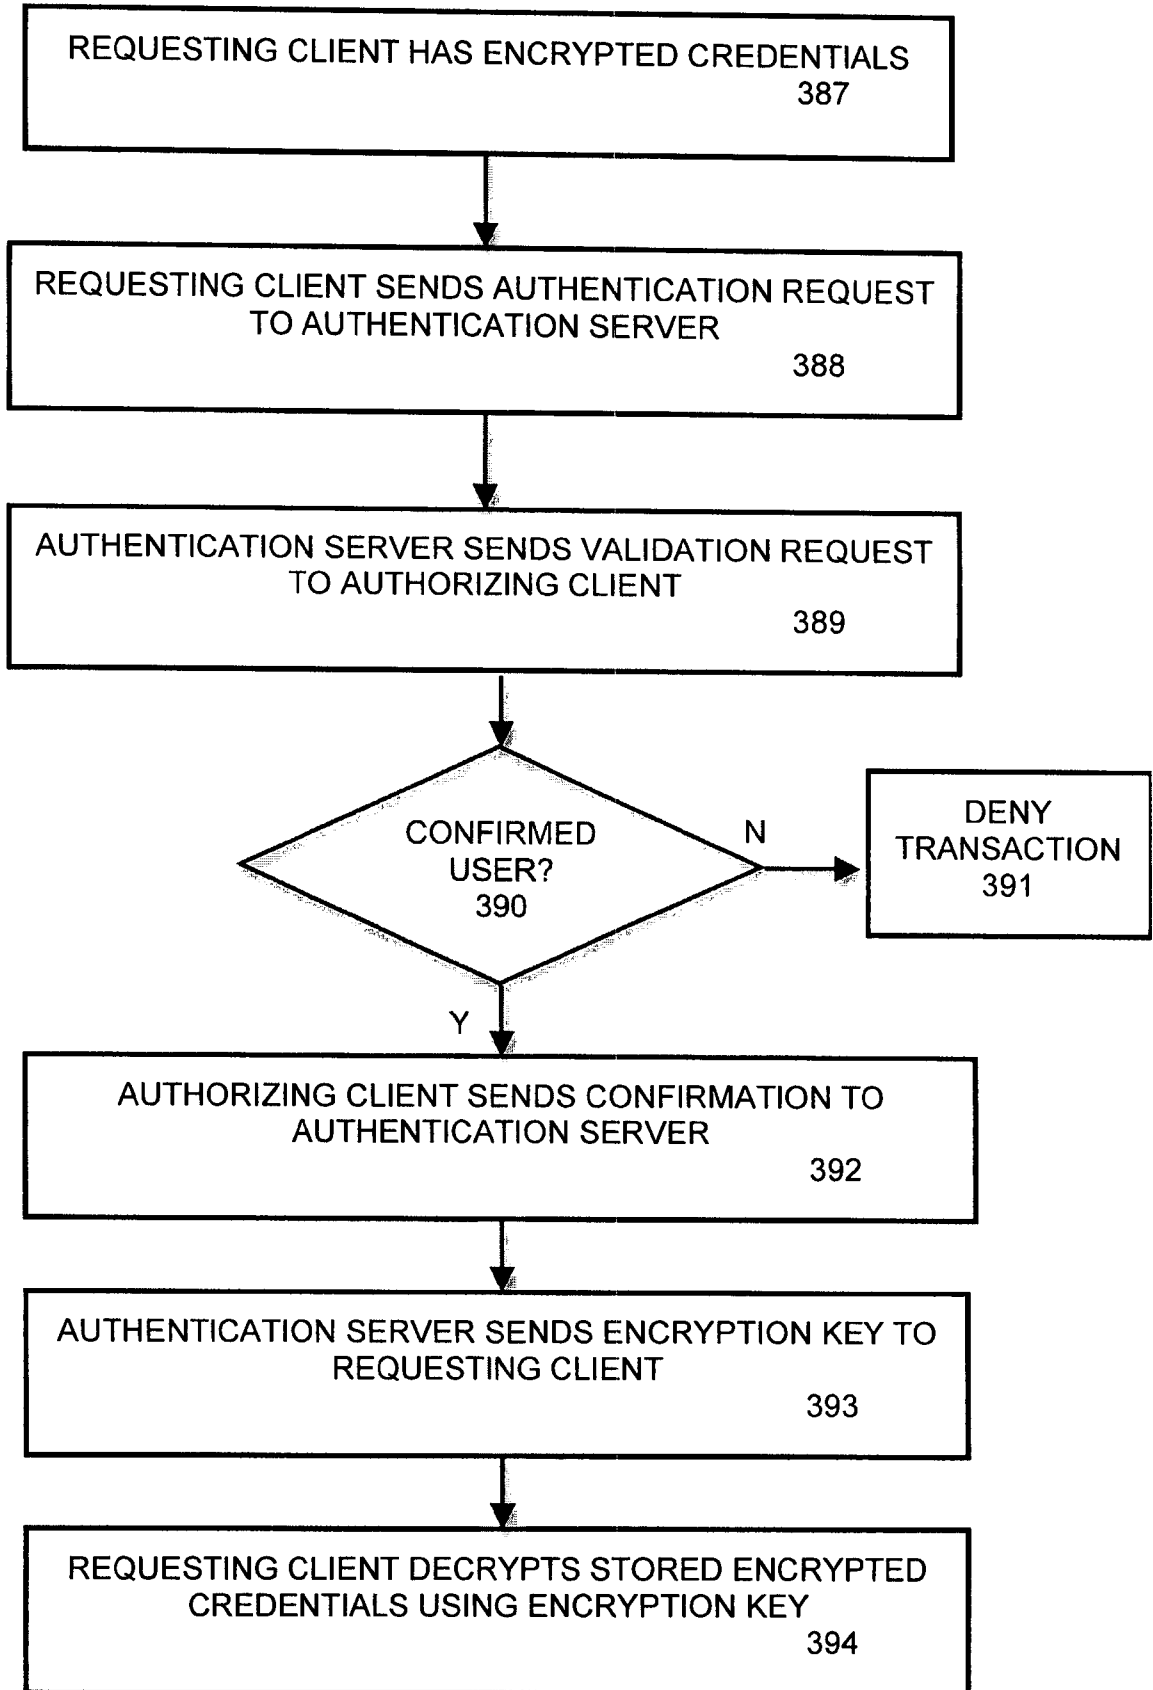 REQUESTING CLIENT HAS ENCRYPTED CREDENTIALS
387
REQUESTING CLIENT SENDS AUTHENTICATION REQUEST
TO AUTHENTICATION SERVER
388
AUTHENTICATION SERVER SENDS VALIDATION REQUEST
TO AUTHORIZING CLIENT
389
CONFIRMED
USER?
390
N
DENY
TRANSACTION
391
Y
AUTHORIZING CLIENT SENDS CONFIRMATION TO
AUTHENTICATION SERVER
392
AUTHENTICATION SERVER SENDS ENCRYPTION KEY TO
REQUESTING CLIENT
393
REQUESTING CLIENT DECRYPTS STORED ENCRYPTED
CREDENTIALS USING ENCRYPTION KEY
394